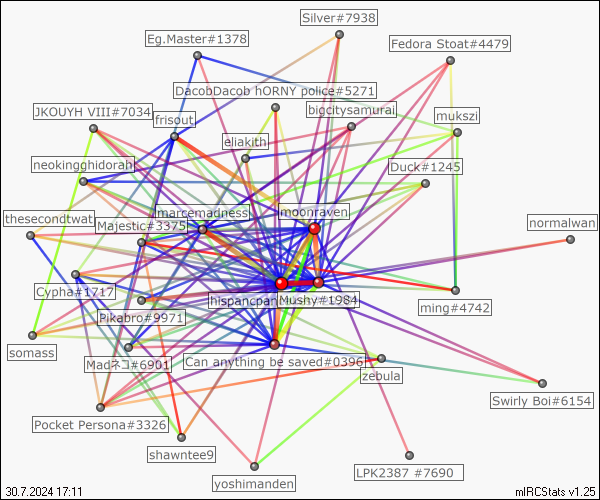 Silver#7938
Eg.Master#1378
Fedora Stoat#4479
DacobDacob hORNY police#5271
JKOUYH VIII#7034
bigcitysamurai
frisout
mukszi
eliakith
neokingghidorah
Duck#1245
thesecondtwat
marcemadness
moonraven
Majestic#3375
normalwan
Cypha#1717
hispancpan
Mushy#1984
ming#4742
Pikabro#9971
somass
Madネコ#6901
Can anything be saved#0396
zebula
Swirly Boi#6154
Pocket Persona#3326
shawntee9
LPK2387 #7690
yoshimanden
30.7.2024 17:11
mIRCStats v1.25